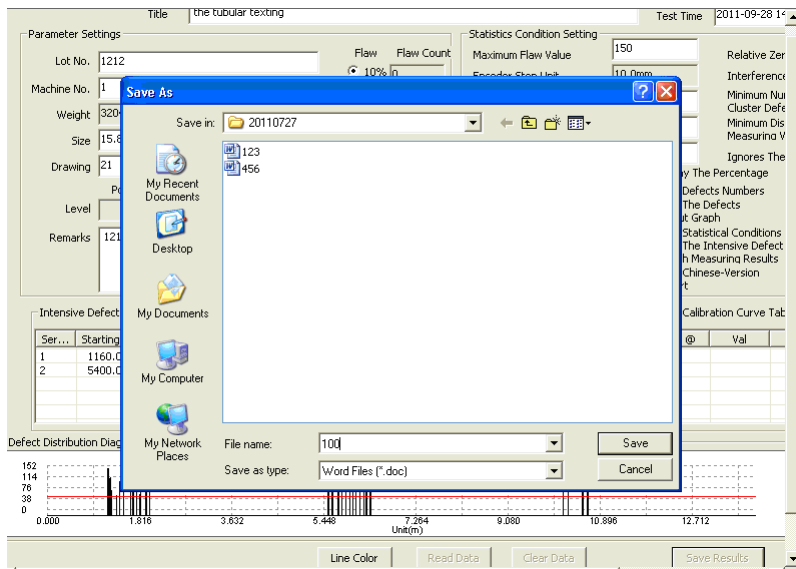 Title the tubular texting Test Time 2011-09-28 14
Parameter Settings
Lot No. 1212
Machine No. 1
Weight 320
Size 15.8
Drawing 21
Level
Remarks 121
Flaw Flaw Count
10% 0
Statistics Condition Setting
Maximum Flaw Value 150
Encoder Step Unit 10.0mm
Relative Zer
Interference
Minimum Nu
Cluster Defe
Minimum Dis
Measuring V
Ignores The
y The Percentage
Defects Numbers
The Defects
t Graph
Statistical Conditions
The Intensive Defect
h Measuring Results
Chinese-Version
Save As
Save in: 20110727
My Recent
Documents
Desktop
My Documents
My Computer
My Network
Places
123
456
File name: 100
Save
Save as type: Word Files (*.doc)
Cancel
Intensive Defect
Ser... Starting
1 1160.0
2 5400.0
Calibration Curve Tab
@ Val
Defect Distribution Diag
152
114
76
38
0
0.000 1.816 3.632 5.448 7.264 9.080 10.896 12.712
Unit(m)
Line Color Read Data Clear Data Save Results